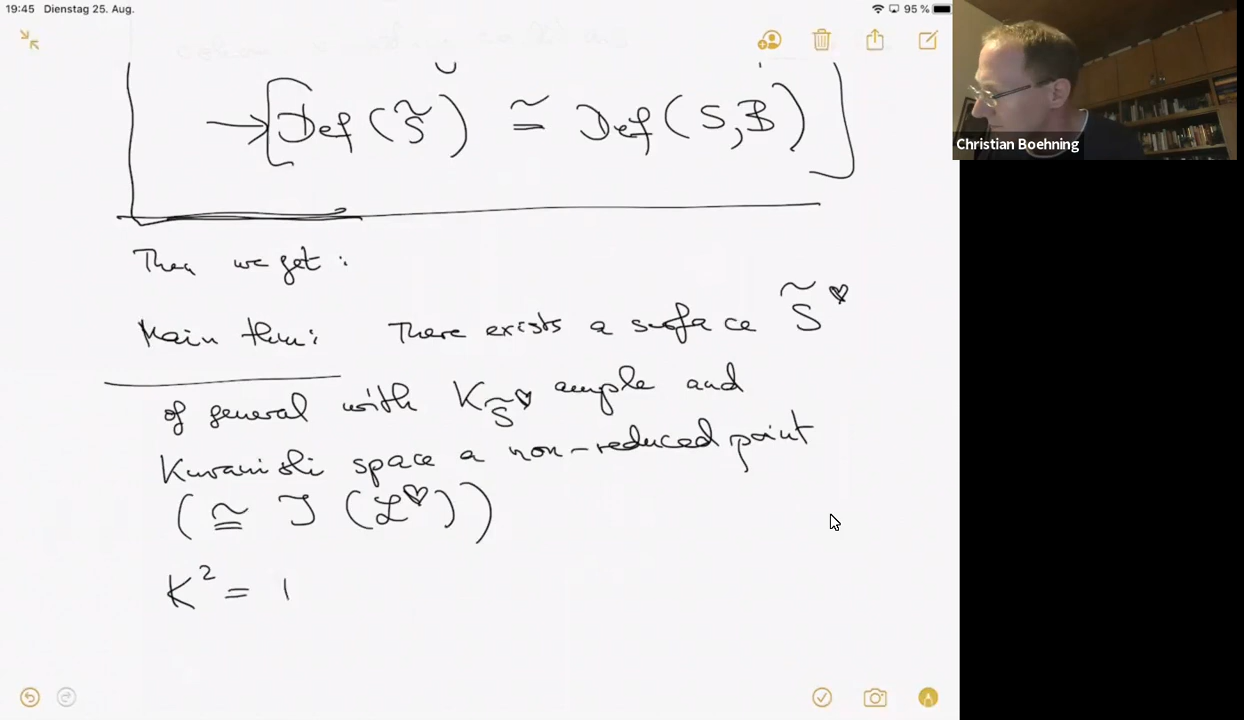 19:45 Dienstag 25. Aug. 95 %
→ [Def(S̃) ≅ Def(S,B)]
Christian Boehning
Then we get:
Main thm: There exists a surface S̃^♡
of general with K_{S̃^♡} ample and
Kuranishi space a non-reduced point
(≅ T(L^♡))
K² = 1